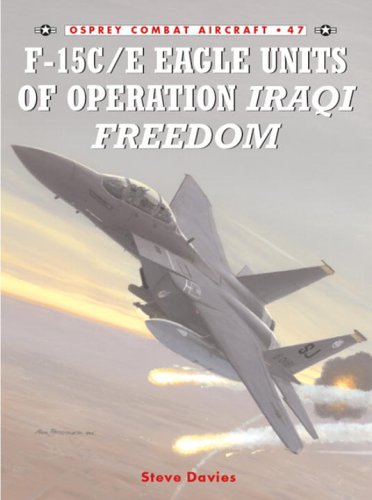 OSPREY COMBAT AIRCRAFT • 47
F-15C/E EAGLE UNITS
OF OPERATION IRAQI
FREEDOM
Steve Davies